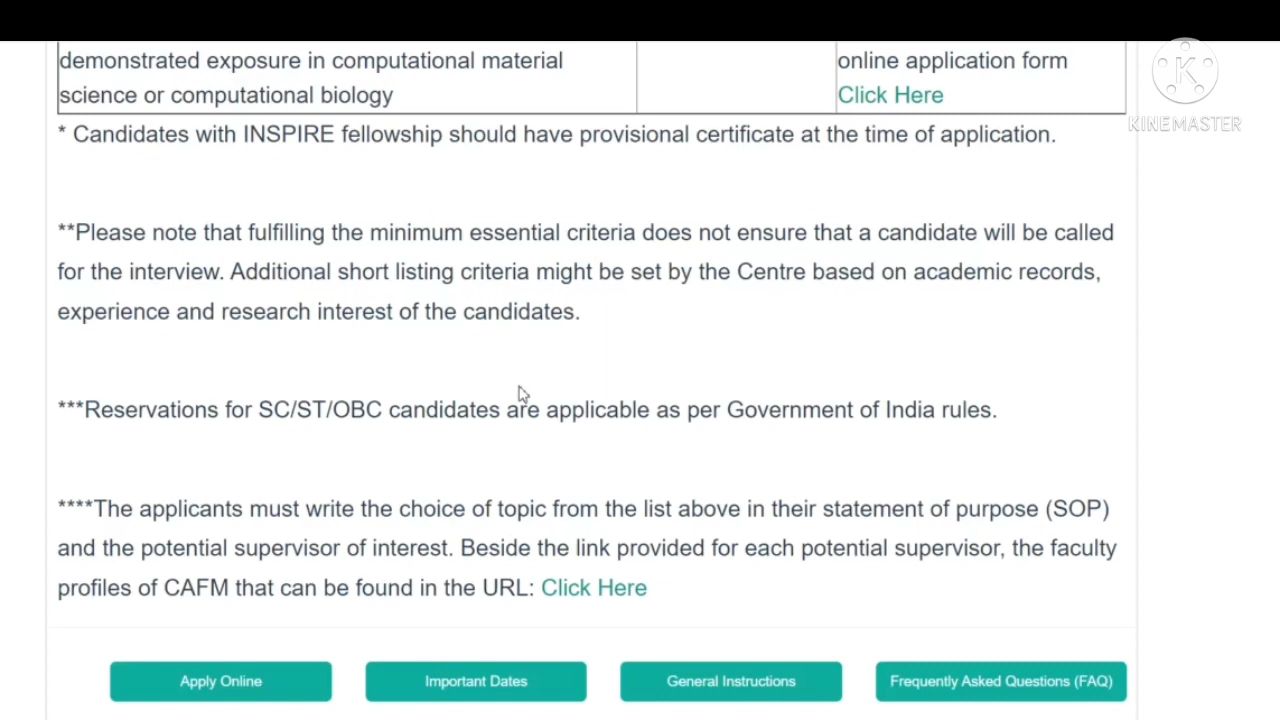 demonstrated exposure in computational material
science or computational biology
online application form
Click Here
K
KINEMASTER
* Candidates with INSPIRE fellowship should have provisional certificate at the time of application.
**Please note that fulfilling the minimum essential criteria does not ensure that a candidate will be called
for the interview. Additional short listing criteria might be set by the Centre based on academic records,
experience and research interest of the candidates.
***Reservations for SC/ST/OBC candidates are applicable as per Government of India rules.
****The applicants must write the choice of topic from the list above in their statement of purpose (SOP)
and the potential supervisor of interest. Beside the link provided for each potential supervisor, the faculty
profiles of CAFM that can be found in the URL: Click Here
Apply Online
Important Dates
General Instructions
Frequently Asked Questions (FAQ)